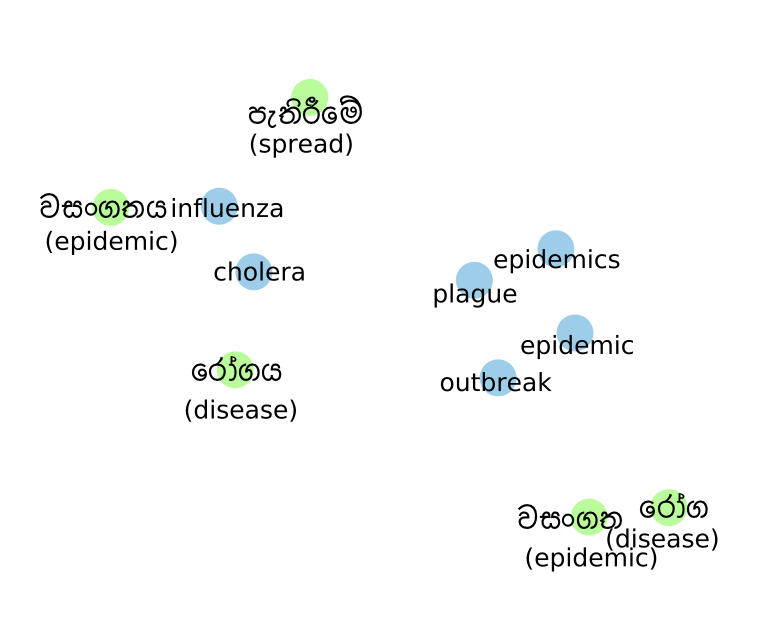 පැතිරීමේ
(spread)
වසංගතය
(epidemic)
influenza
cholera
epidemics
plague
epidemic
outbreak
රෝගය
(disease)
වසංගත
(epidemic)
රෝග
(disease)